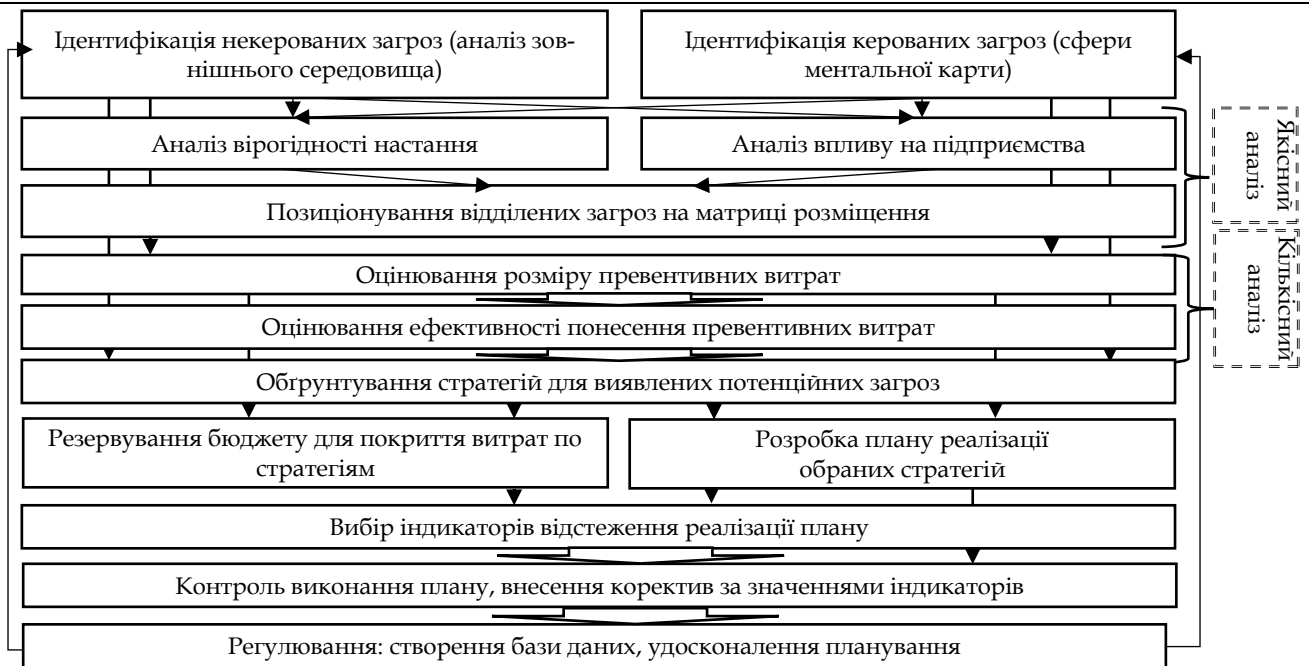 Ідентифікація некерованих загроз (аналіз зов-
нішнього середовища)
Ідентифікація керованих загроз (сфери
ментальної карти)
Аналіз вірогідності настання
Аналіз впливу на підприємства
Якісний
аналіз
Позиціонування відділених загроз на матриці розміщення
Оцінювання розміру превентивних витрат
Кількісний
аналіз
Оцінювання ефективності понесення превентивних витрат
Обґрунтування стратегій для виявлених потенційних загроз
Резервування бюджету для покриття витрат по
стратегіям
Розробка плану реалізації
обраних стратегій
Вибір індикаторів відстеження реалізації плану
Контроль виконання плану, внесення коректив за значеннями індикаторів
Регулювання: створення бази даних, удосконалення планування